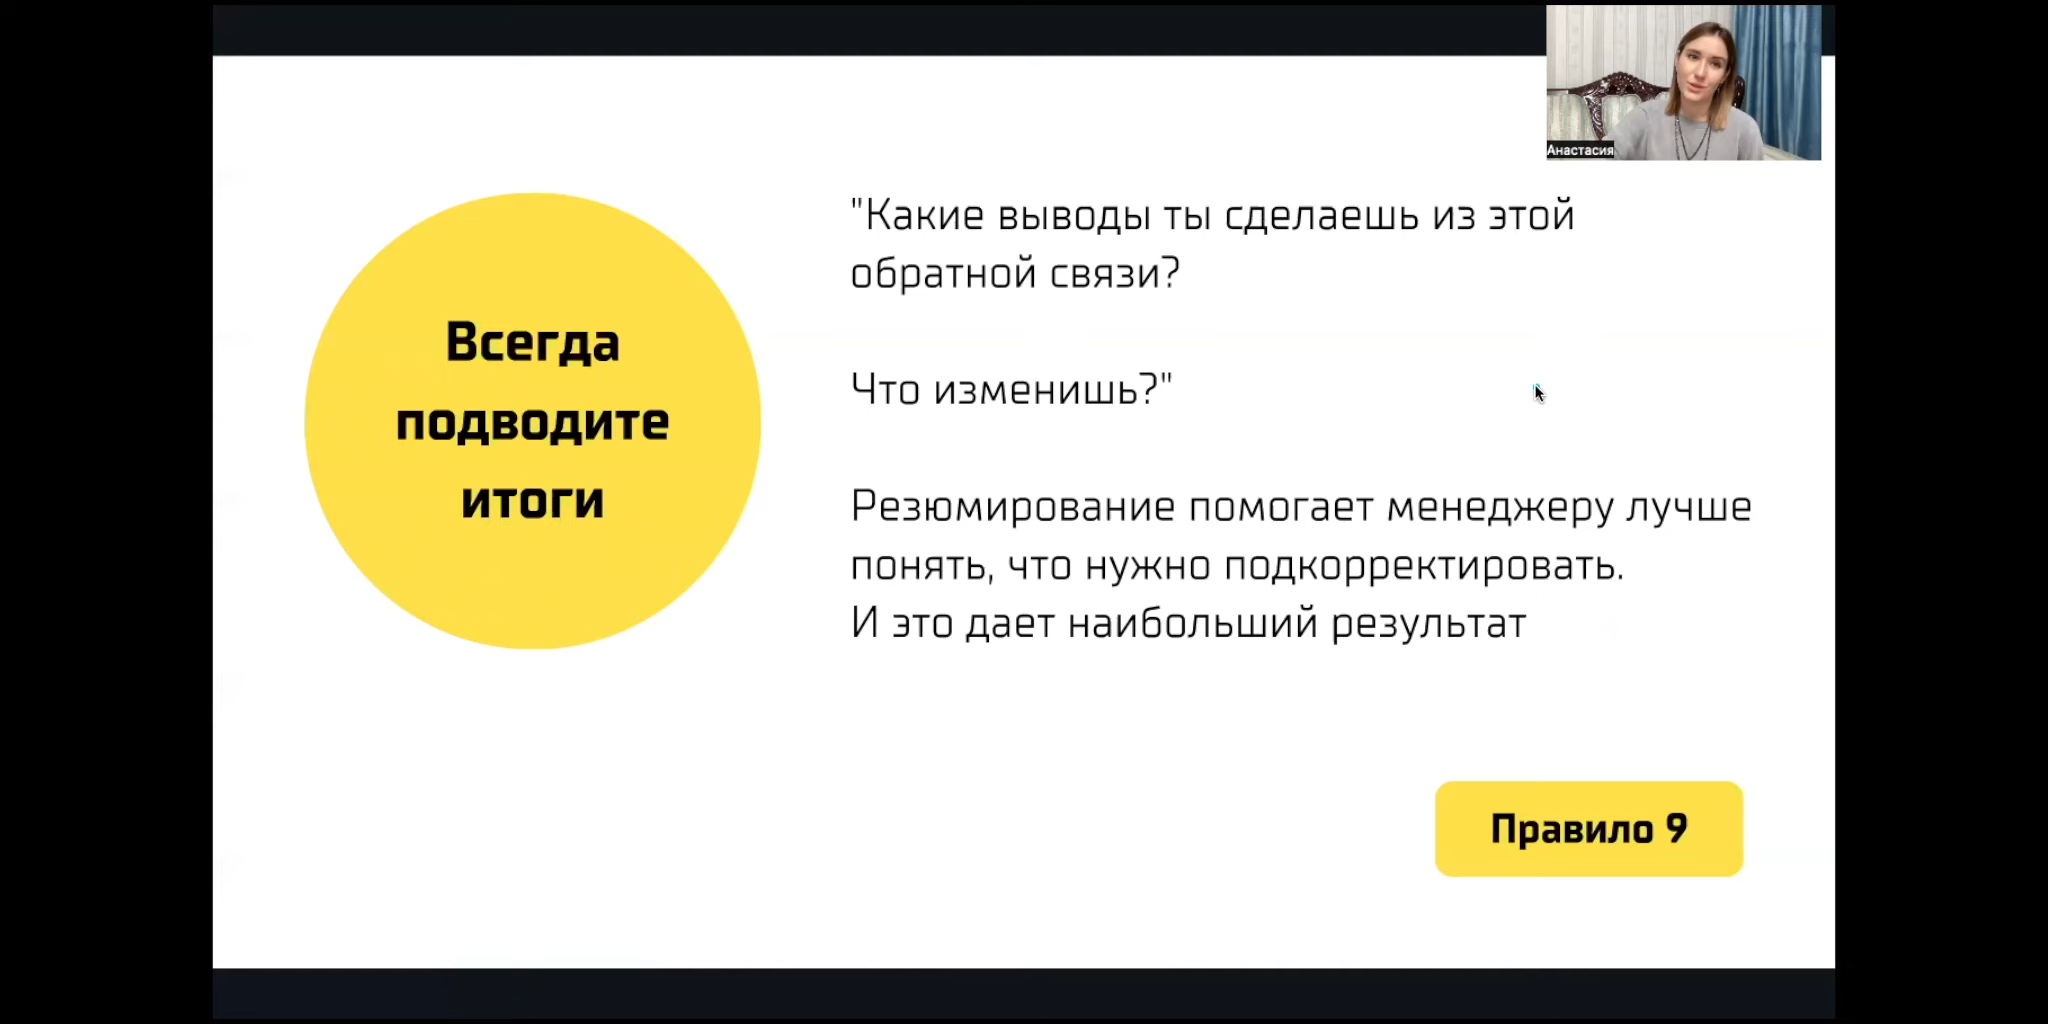 Анастасия
Всегда
подводите
итоги
"Какие выводы ты сделаешь из этой
обратной связи?
Что изменишь?"
Резюмирование помогает менеджеру лучше
понять, что нужно подкорректировать.
И это дает наибольший результат
Правило 9